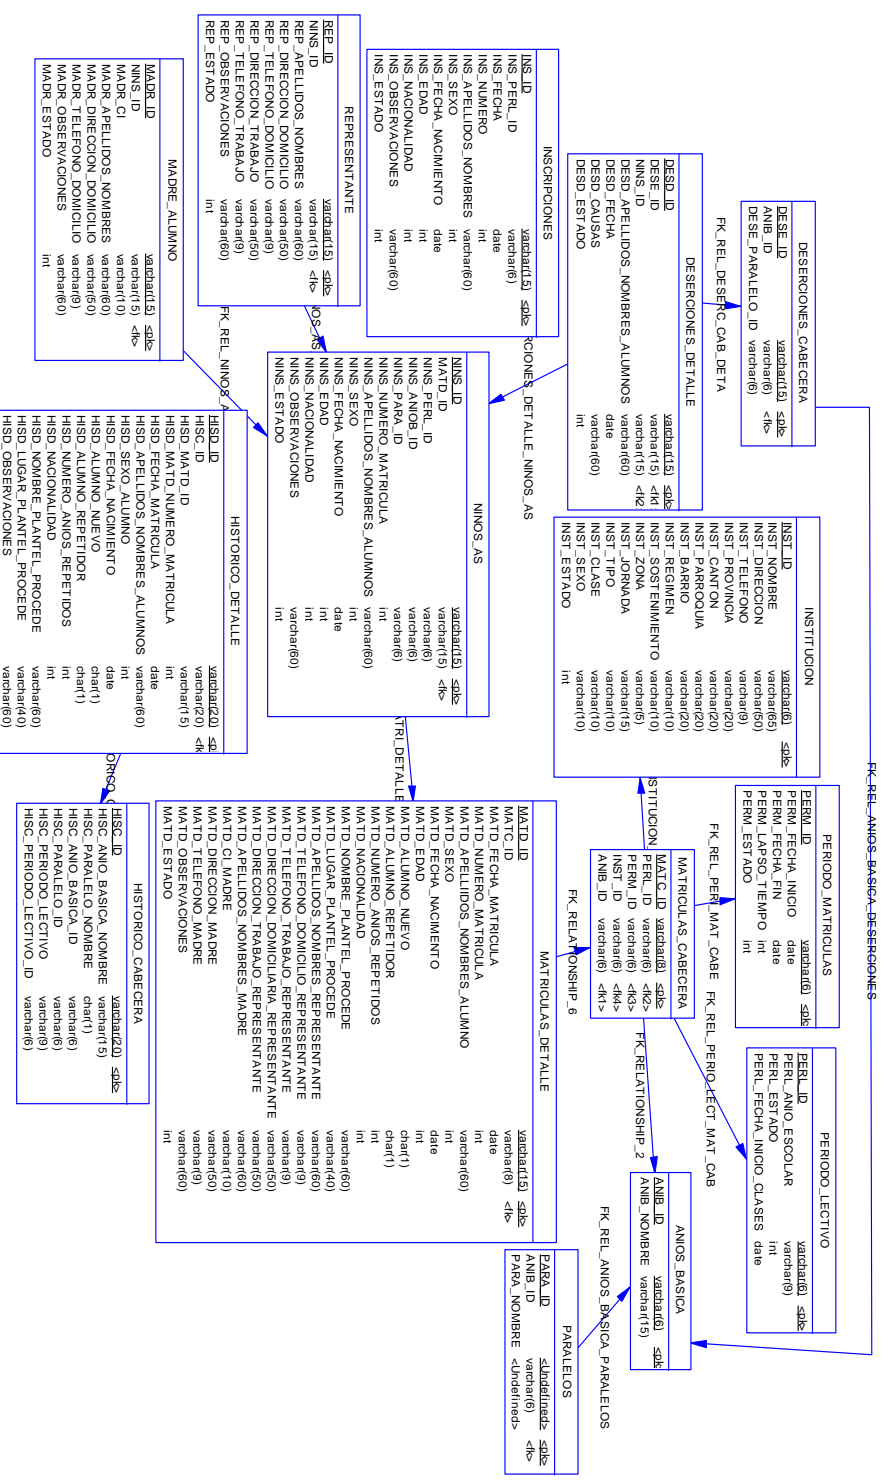 FK_REL_ANIOS_BASICA_DESERCIONES
DESERCIONES_CABECERA
DESE_ID varchar(15) <pk>
ANIB_ID varchar(6) <fk>
DESE_PARALELO_ID varchar(6)
PERIODO_MATRICULAS
PERM_ID varchar(6) <pk>
PERM_FECHA_INICIO date
PERM_FECHA_FIN date
PERM_LAPSO_TIEMPO int
PERM_ESTADO int
PERIODO_LECTIVO
PERL_ID varchar(6) <pk>
PERL_ANIO_ESCOLAR varchar(9)
PERL_ESTADO int
PERL_FECHA_INICIO_CLASES date
FK_REL_DESERC_CAB_DETA
FK_REL_PERI_MAT_CABE
FK_REL_PERIO_LECT_MAT_CAB
DESERCIONES_DETALLE
DESD_ID varchar(15) <pk>
DESE_ID varchar(15) <fk1
NINS_ID varchar(15) <fk2
DESD_APELLIDOS_NOMBRES_ALUMNOS varchar(60)
DESD_FECHA date
DESD_CAUSAS varchar(60)
DESD_ESTADO int
INSTITUCION
INST_ID varchar(6) <pk>
INST_NOMBRE varchar(65)
INST_DIRECCION varchar(50)
INST_TELEFONO varchar(9)
INST_PROVINCIA varchar(20)
INST_CANTON varchar(20)
INST_PARROQUIA varchar(20)
INST_BARRIO varchar(20)
INST_REGIMEN varchar(10)
INST_SOSTENIMIENTO varchar(10)
INST_ZONA varchar(5)
INST_JORNADA varchar(15)
INST_TIPO varchar(10)
INST_CLASE varchar(10)
INST_SEXO varchar(10)
INST_ESTADO int
STITUCION
MATRICULAS_CABECERA
MATC_ID varchar(8) <pk>
PERL_ID varchar(6) <fk2>
PERM_ID varchar(6) <fk3>
INST_ID varchar(6) <fk4>
ANIB_ID varchar(6) <fk1>
FK_RELATIONSHIP_2
ANIOS_BASICA
ANIB_ID varchar(6) <pk
ANIB_NOMBRE varchar(15)
FK_REL_ANIOS_BASICA_PARALELOS
PARALELOS
PARA_ID <Undefined> <pk>
ANIB_ID varchar(6) <fk>
PARA_NOMBRE <Undefined>
FK_RELATIONSHIP_6
INSCRIPCIONES
INS_ID varchar(15) <pk>
INS_PERL_ID varchar(6)
INS_FECHA date
INS_NUMERO int
INS_APELLIDOS_NOMBRES varchar(60)
INS_SEXO int
INS_FECHA_NACIMIENTO date
INS_EDAD int
INS_NACIONALIDAD int
INS_OBSERVACIONES varchar(60)
INS_ESTADO int
RCIONES_DETALLE_NINOS_AS
MATRICULAS_DETALLE
MATD_ID varchar(15) <pk>
MATC_ID varchar(8) <fk>
MATD_FECHA_MATRICULA date
MATD_NUMERO_MATRICULA int
MATD_APELLIDOS_NOMBRES_ALUMNO varchar(60)
MATD_SEXO int
MATD_FECHA_NACIMENTO date
MATD_EDAD int
MATD_ALUMNO_NUEVO char(1)
MATD_ALUMNO_REPETIDOR char(1)
MATD_NUMERO_ANIOS_REPETIDOS int
MATD_NACIONALIDAD int
MATD_NOMBRE_PLANTEL_PROCEDE varchar(60)
MATD_LUGAR_PLANTEL_PROCEDE varchar(40)
MATD_APELLIDOS_NOMBRES_REPRESENTANTE varchar(60)
MATD_TELEFONO_DOMICILIO_REPRESENTANTE varchar(9)
MATD_TELEFONO_TRABAJO_REPRESENTANTE varchar(9)
MATD_DIRECCION_DOMICILIARIA_REPRESENTANTE varchar(50)
MATD_DIRECCION_TRABAJO_REPRESENTANTE varchar(50)
MATD_APELLIDOS_NOMBRES_MADRE varchar(60)
MATD_CI_MADRE varchar(10)
MATD_DIRECCION_MADRE varchar(50)
MATD_TELEFONO_MADRE varchar(9)
MATD_OBSERVACIONES varchar(60)
MATD_ESTADO int
NINOS_AS
NINS_ID varchar(15) <pk>
MATD_ID varchar(15) <fk>
NINS_PERL_ID varchar(6)
NINS_ANIOB_ID varchar(6)
NINS_PARA_ID varchar(6)
NINS_NUMERO_MATRICULA int
NINS_APELLIDOS_NOMBRES_ALUMNOS varchar(60)
NINS_SEXO int
NINS_FECHA_NACIMIENTO date
NINS_EDAD int
NINS_NACIONALIDAD int
NINS_OBSERVACIONES varchar(60)
NINS_ESTADO int
TRI_DETALLE
REPRESENTANTE
REP_ID varchar(15) <pk>
NINS_ID varchar(15) <fk>
REP_APELLIDOS_NOMBRES varchar(60)
REP_DIRECCION_DOMICILIO varchar(50)
REP_TELEFONO_DOMICILIO varchar(9)
REP_DIRECCION_TRABAJO varchar(50)
REP_TELEFONO_TRABAJO varchar(9)
REP_OBSERVACIONES varchar(60)
REP_ESTADO int
NOS_AS
FK_REL_NINOS_A
MADRE_ALUMNO
MADR_ID varchar(15) <pk>
NINS_ID varchar(15) <fk>
MADR_CI varchar(10)
MADR_APELLIDOS_NOMBRES varchar(60)
MADR_DIRECCION_DOMICILIO varchar(50)
MADR_TELEFONO_DOMICILIO varchar(9)
MADR_OBSERVACIONES varchar(60)
MADR_ESTADO int
HISTORICO_DETALLE
HISD_ID varchar(20) <p
HISC_ID varchar(20) <fk
HISD_MATD_ID varchar(15)
HISD_MATD_NUMERO_MATRICULA int
HISD_FECHA_MATRICULA date
HISD_APELLIDOS_NOMBRES_ALUMNOS varchar(60)
HISD_SEXO_ALUMNO int
HISD_FECHA_NACIMIENTO date
HISD_ALUMNO_NUEVO char(1)
HISD_ALUMNO_REPETIDOR char(1)
HISD_NUMERO_ANIOS_REPETIDOS int
HISD_NACIONALIDAD int
HISD_NOMBRE_PLANTEL_PROCEDE varchar(60)
HISD_LUGAR_PLANTEL_PROCEDE varchar(40)
HISD_OBSERVACIONES varchar(60)
HISTORICO_CABECERA
HISC_ID varchar(20) <pk>
HISC_ANIO_BASICA_NOMBRE varchar(15)
HISC_PARALELO_NOMBRE char(1)
HISC_ANIO_BASICA_ID varchar(6)
HISC_PARALELO_ID varchar(6)
HISC_PERIODO_LECTIVO varchar(9)
HISC_PERIODO_LECTIVO_ID varchar(6)